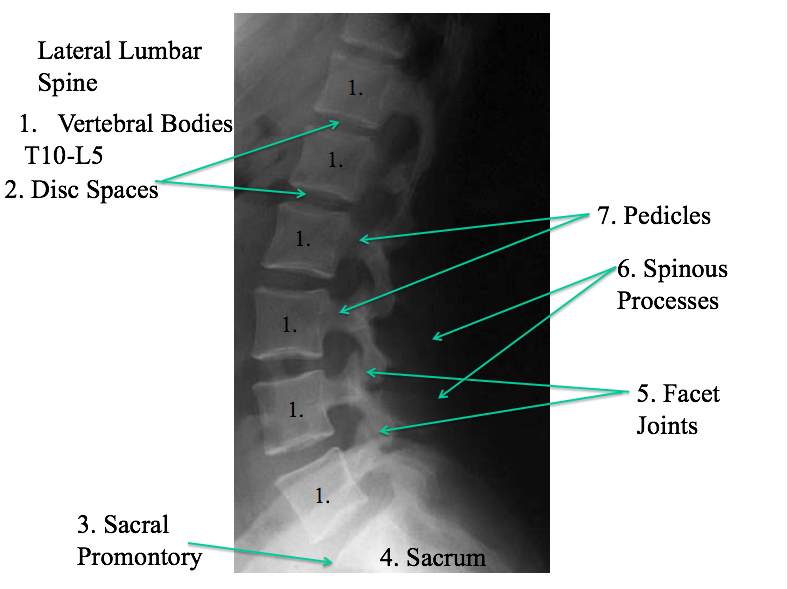 Lateral Lumbar
Spine
1. Vertebral Bodies
T10-L5
2. Disc Spaces
1.
1.
1.
1.
1.
1.
7. Pedicles
6. Spinous
Processes
5. Facet
Joints
3. Sacral
Promontory
4. Sacrum